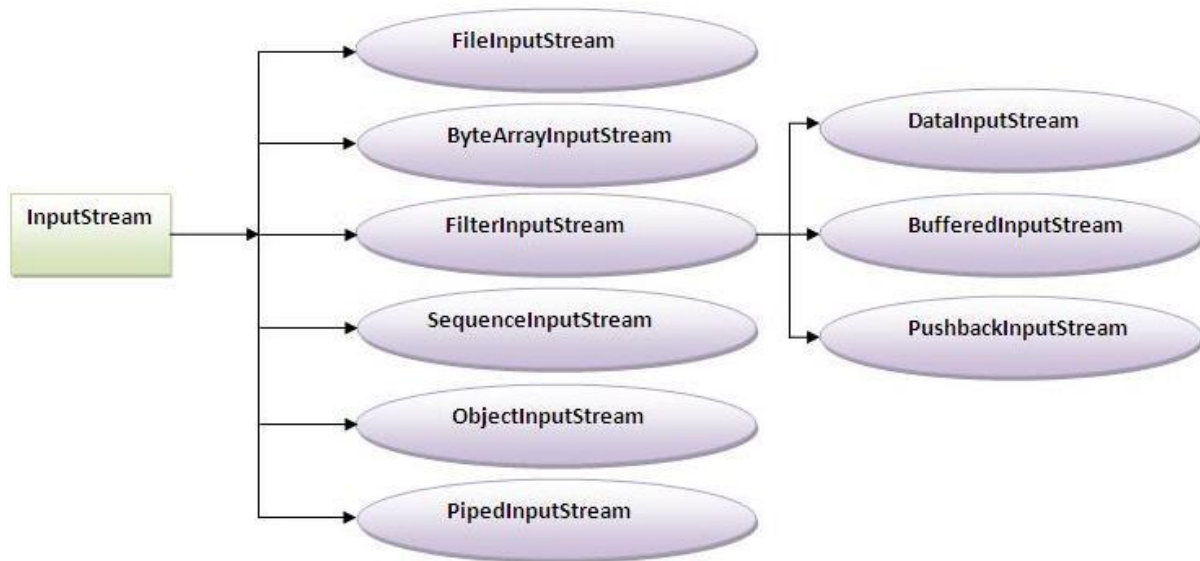 InputStream
FileInputStream
ByteArrayInputStream
FilterInputStream
SequenceInputStream
ObjectInputStream
PipedInputStream
DataInputStream
BufferedInputStream
PushbackInputStream